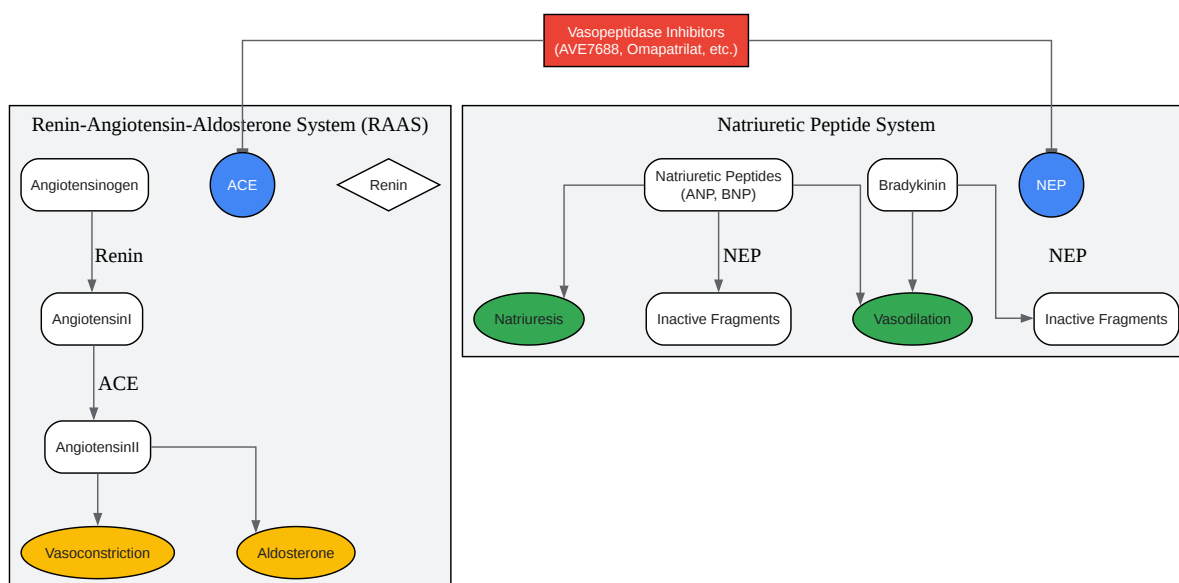 Vasopeptidase Inhibitors
(AVE7688, Omapatrilat, etc.)
Renin-Angiotensin-Aldosterone System (RAAS)
Angiotensinogen
ACE
Renin
Renin
AngiotensinI
ACE
AngiotensinII
Vasoconstriction
Aldosterone
Natriuretic Peptide System
Natriuretic Peptides
(ANP, BNP)
Bradykinin
NEP
NEP
NEP
Natriuresis
Inactive Fragments
Vasodilation
Inactive Fragments